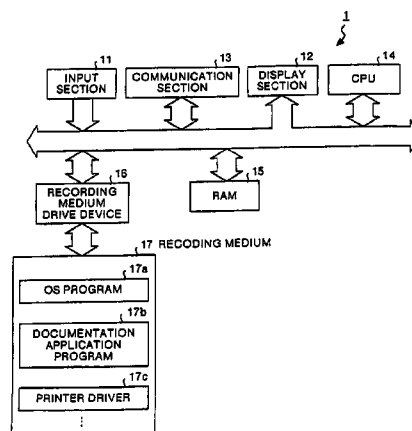 1
11
13
12
14
INPUT
SECTION
COMMUNICATION
SECTION
DISPLAY
SECTION
CPU
16
15
RECORDING
MEDIUM
DRIVE DEVICE
RAM
17 RECODING MEDIUM
17a
OS PROGRAM
17b
DOCUMENTATION
APPLICATION
PROGRAM
17c
PRINTER DRIVER